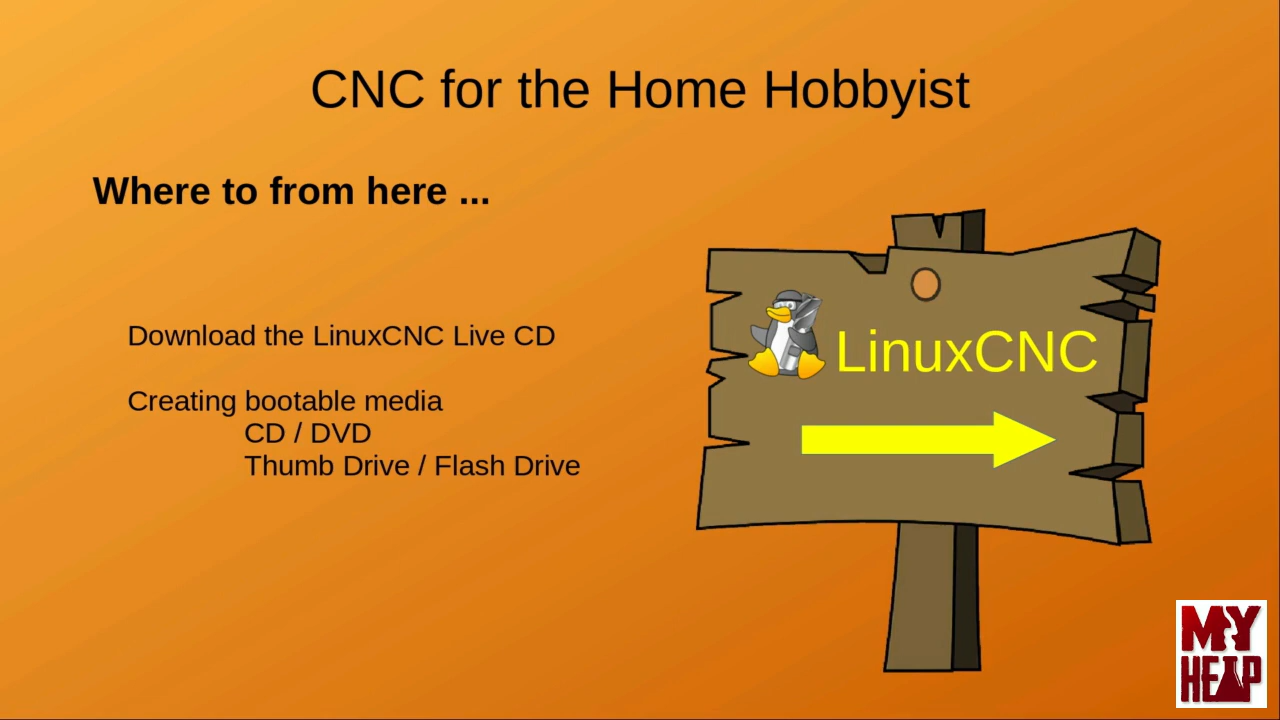 CNC for the Home Hobbyist
Where to from here ...
Download the LinuxCNC Live CD
Creating bootable media
CD / DVD
Thumb Drive / Flash Drive
LinuxCNC
MY
HEAP